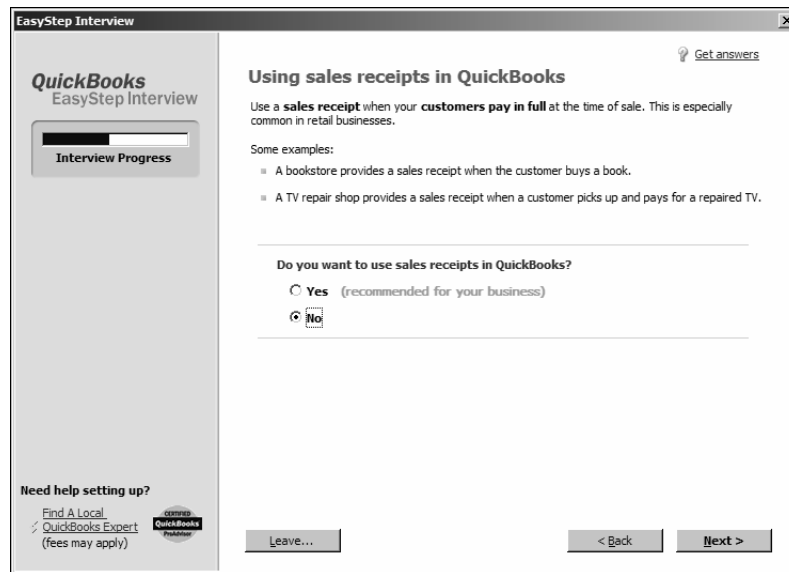 EasyStep Interview
Get answers
QuickBooks
EasyStep Interview
Interview Progress
Using sales receipts in QuickBooks
Use a sales receipt when your customers pay in full at the time of sale. This is especially
common in retail businesses.
Some examples:
A bookstore provides a sales receipt when the customer buys a book.
A TV repair shop provides a sales receipt when a customer picks up and pays for a repaired TV.
Do you want to use sales receipts in QuickBooks?
Yes (recommended for your business)
No
Need help setting up?
Find A Local
QuickBooks Expert
(fees may apply)
CERTIFIED
QuickBooks
ProAdvisor
Leave...
< Back
Next >